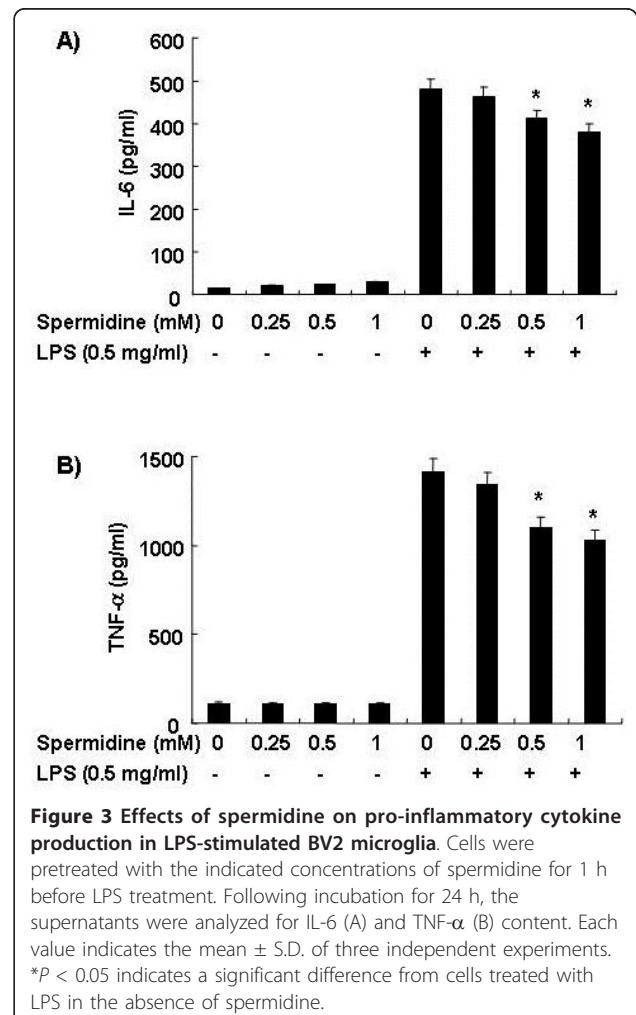 A)
600
500
400
300
200
100
0
IL-6 (pg/ml)
* *
Spermidine (mM) 0 0.25 0.5 1 0 0.25 0.5 1
LPS (0.5 mg/ml) - - - - + + + +
B)
1500
1000
500
0
TNF-α (pg/ml)
* *
Spermidine (mM) 0 0.25 0.5 1 0 0.25 0.5 1
LPS (0.5 mg/ml) - - - - + + + +
Figure 3 Effects of spermidine on pro-inflammatory cytokine
production in LPS-stimulated BV2 microglia. Cells were
pretreated with the indicated concentrations of spermidine for 1 h
before LPS treatment. Following incubation for 24 h, the
supernatants were analyzed for IL-6 (A) and TNF-α (B) content. Each
value indicates the mean ± S.D. of three independent experiments.
*P < 0.05 indicates a significant difference from cells treated with
LPS in the absence of spermidine.